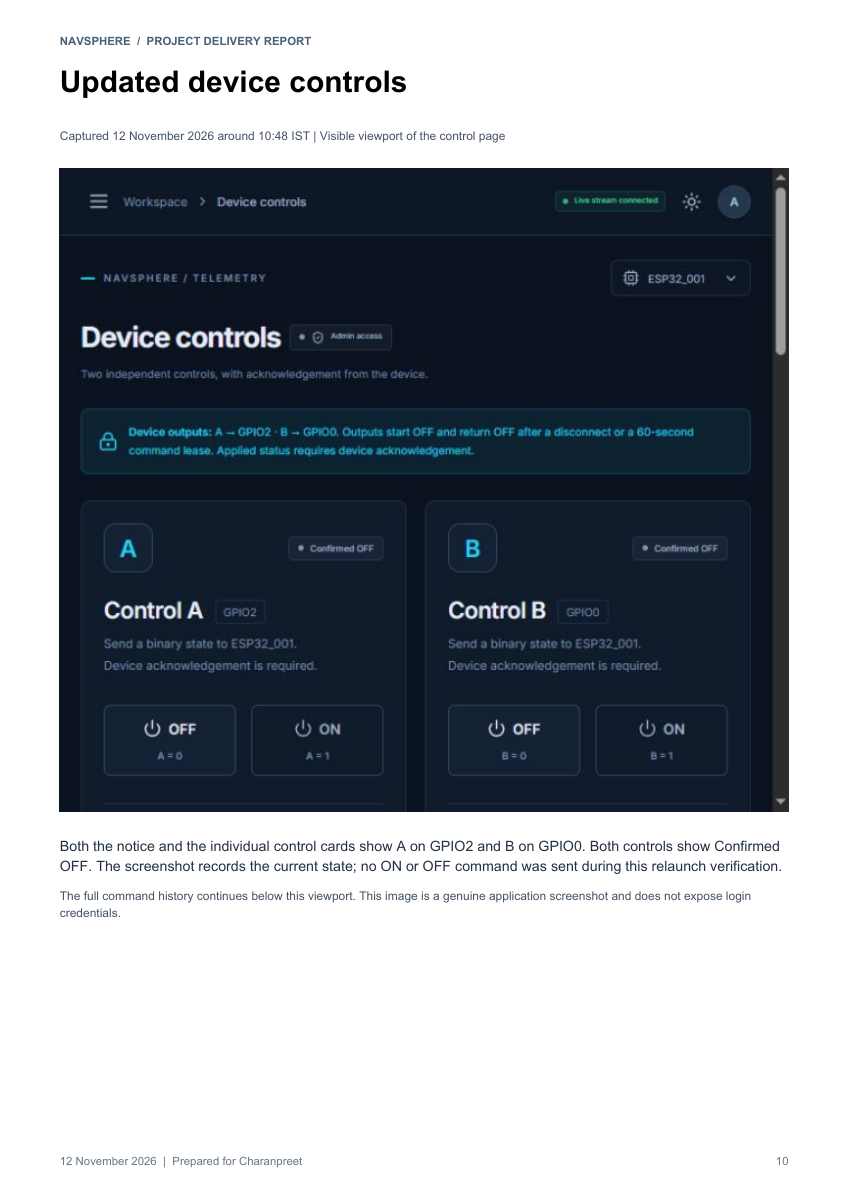 NAVSPHERE / PROJECT DELIVERY REPORT
Updated device controls
Captured 12 November 2026 around 10:48 IST | Visible viewport of the control page
Workspace > Device controls
Live stream connected
A
NAVSPHERE / TELEMETRY
ESP32_001
Device controls
Admin access
Two independent controls, with acknowledgement from the device.
Device outputs: A → GPIO2 · B → GPIO0. Outputs start OFF and return OFF after a disconnect or a 60-second
command lease. Applied status requires device acknowledgement.
A
Confirmed OFF
Control A GPIO2
Send a binary state to ESP32_001.
Device acknowledgement is required.
OFF
A = 0
ON
A = 1
B
Confirmed OFF
Control B GPIO0
Send a binary state to ESP32_001.
Device acknowledgement is required.
OFF
B = 0
ON
B = 1
Both the notice and the individual control cards show A on GPIO2 and B on GPIO0. Both controls show Confirmed
OFF. The screenshot records the current state; no ON or OFF command was sent during this relaunch verification.
The full command history continues below this viewport. This image is a genuine application screenshot and does not expose login
credentials.
12 November 2026 | Prepared for Charanpreet
10